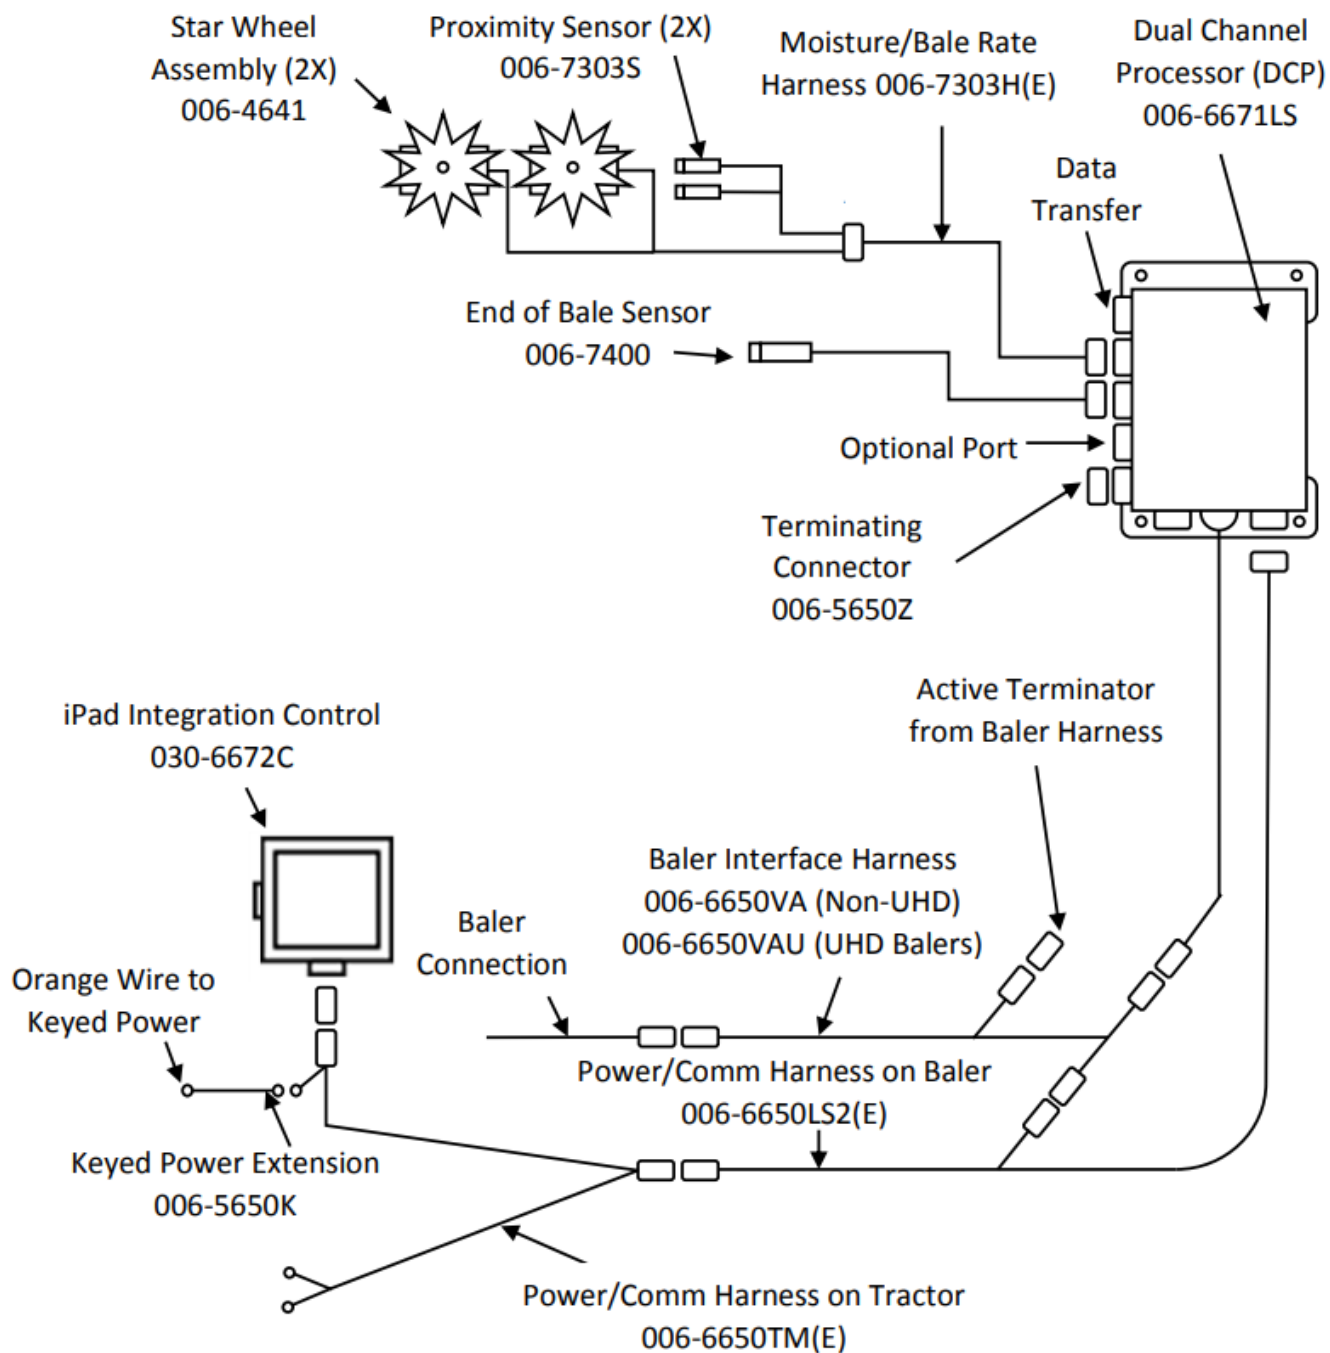 Star Wheel
Assembly (2X)
006-4641
Proximity Sensor (2X)
006-7303S
Moisture/Bale Rate
Harness 006-7303H(E)
Dual Channel
Processor (DCP)
006-6671LS
Data
Transfer
End of Bale Sensor
006-7400
Optional Port
Terminating
Connector
006-5650Z
Active Terminator
from Baler Harness
iPad Integration Control
030-6672C
Baler Interface Harness
006-6650VA (Non-UHD)
006-6650VAU (UHD Balers)
Baler
Connection
Orange Wire to
Keyed Power
Power/Comm Harness on Baler
006-6650LS2(E)
Keyed Power Extension
006-5650K
Power/Comm Harness on Tractor
006-6650TM(E)